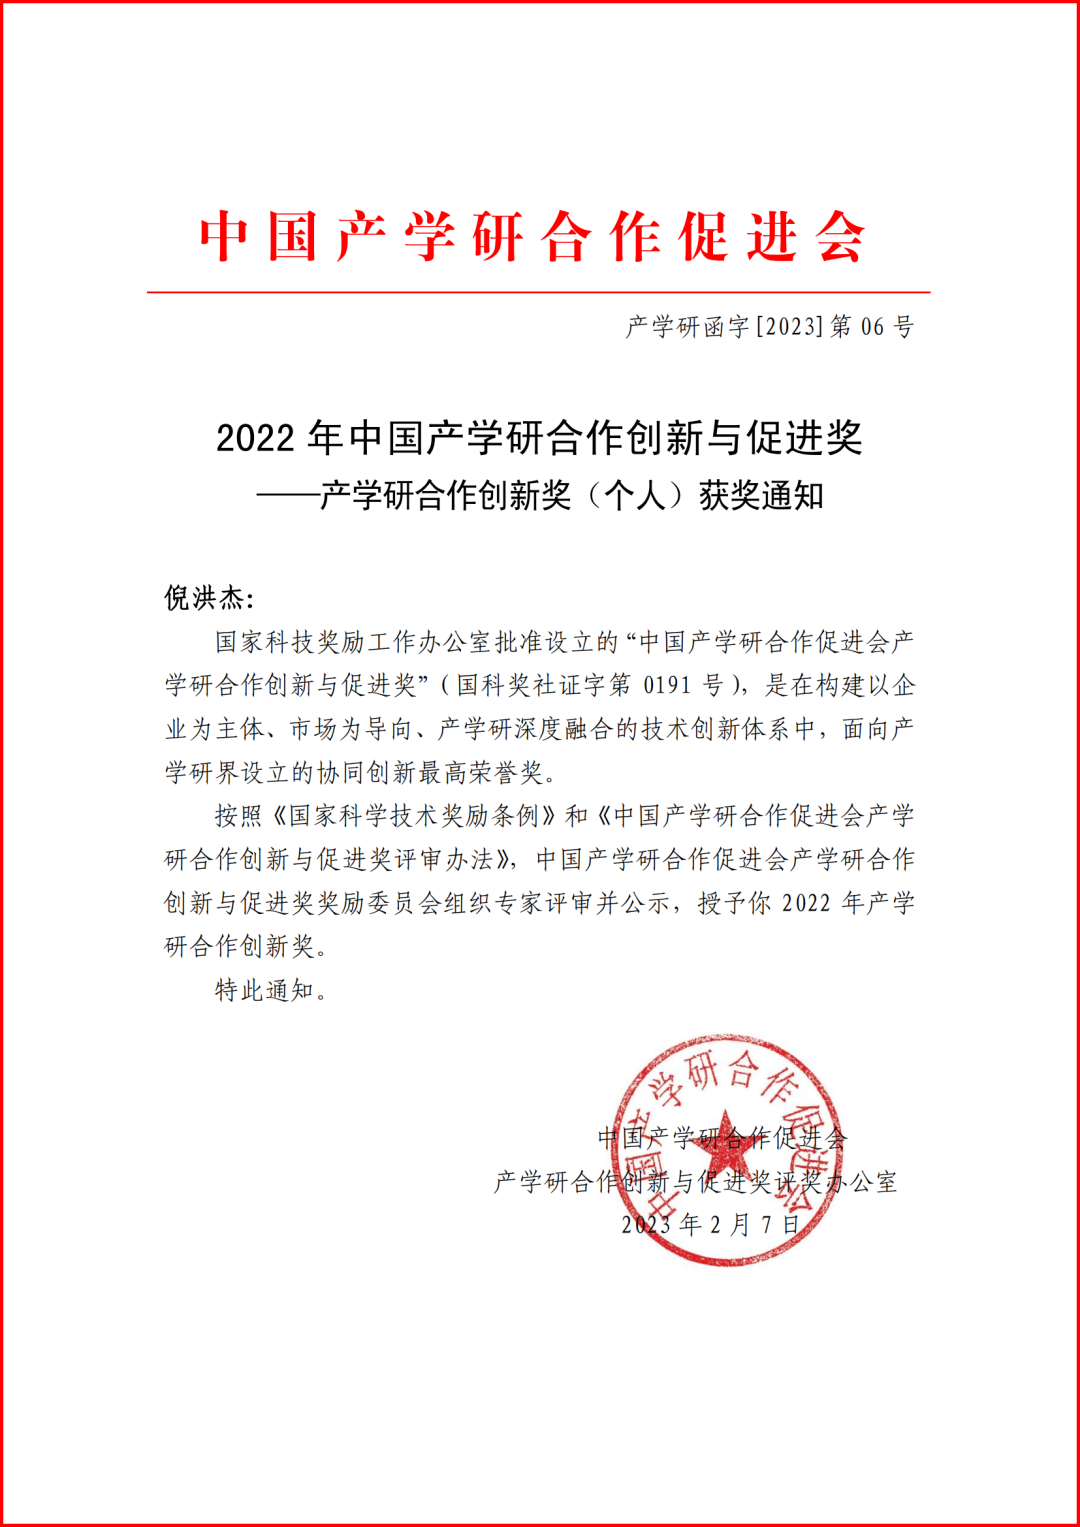 中国产学研合作促进会
产学研函字[2023]第 06 号
2022 年中国产学研合作创新与促进奖
——产学研合作创新奖（个人）获奖通知
倪洪杰：
国家科技奖励工作办公室批准设立的“中国产学研合作促进会产
学研合作创新与促进奖”（国科奖社证字第 0191 号），是在构建以企
业为主体、市场为导向、产学研深度融合的技术创新体系中，面向产
学研界设立的协同创新最高荣誉奖。
按照《国家科学技术奖励条例》和《中国产学研合作促进会产学
研合作创新与促进奖评审办法》，中国产学研合作促进会产学研合作
创新与促进奖奖励委员会组织专家评审并公示，授予你 2022 年产学
研合作创新奖。
特此通知。
中国产学研合作促进会
中国产学研合作促进会
产学研合作创新与促进奖评奖办公室
2023 年 2 月 7 日